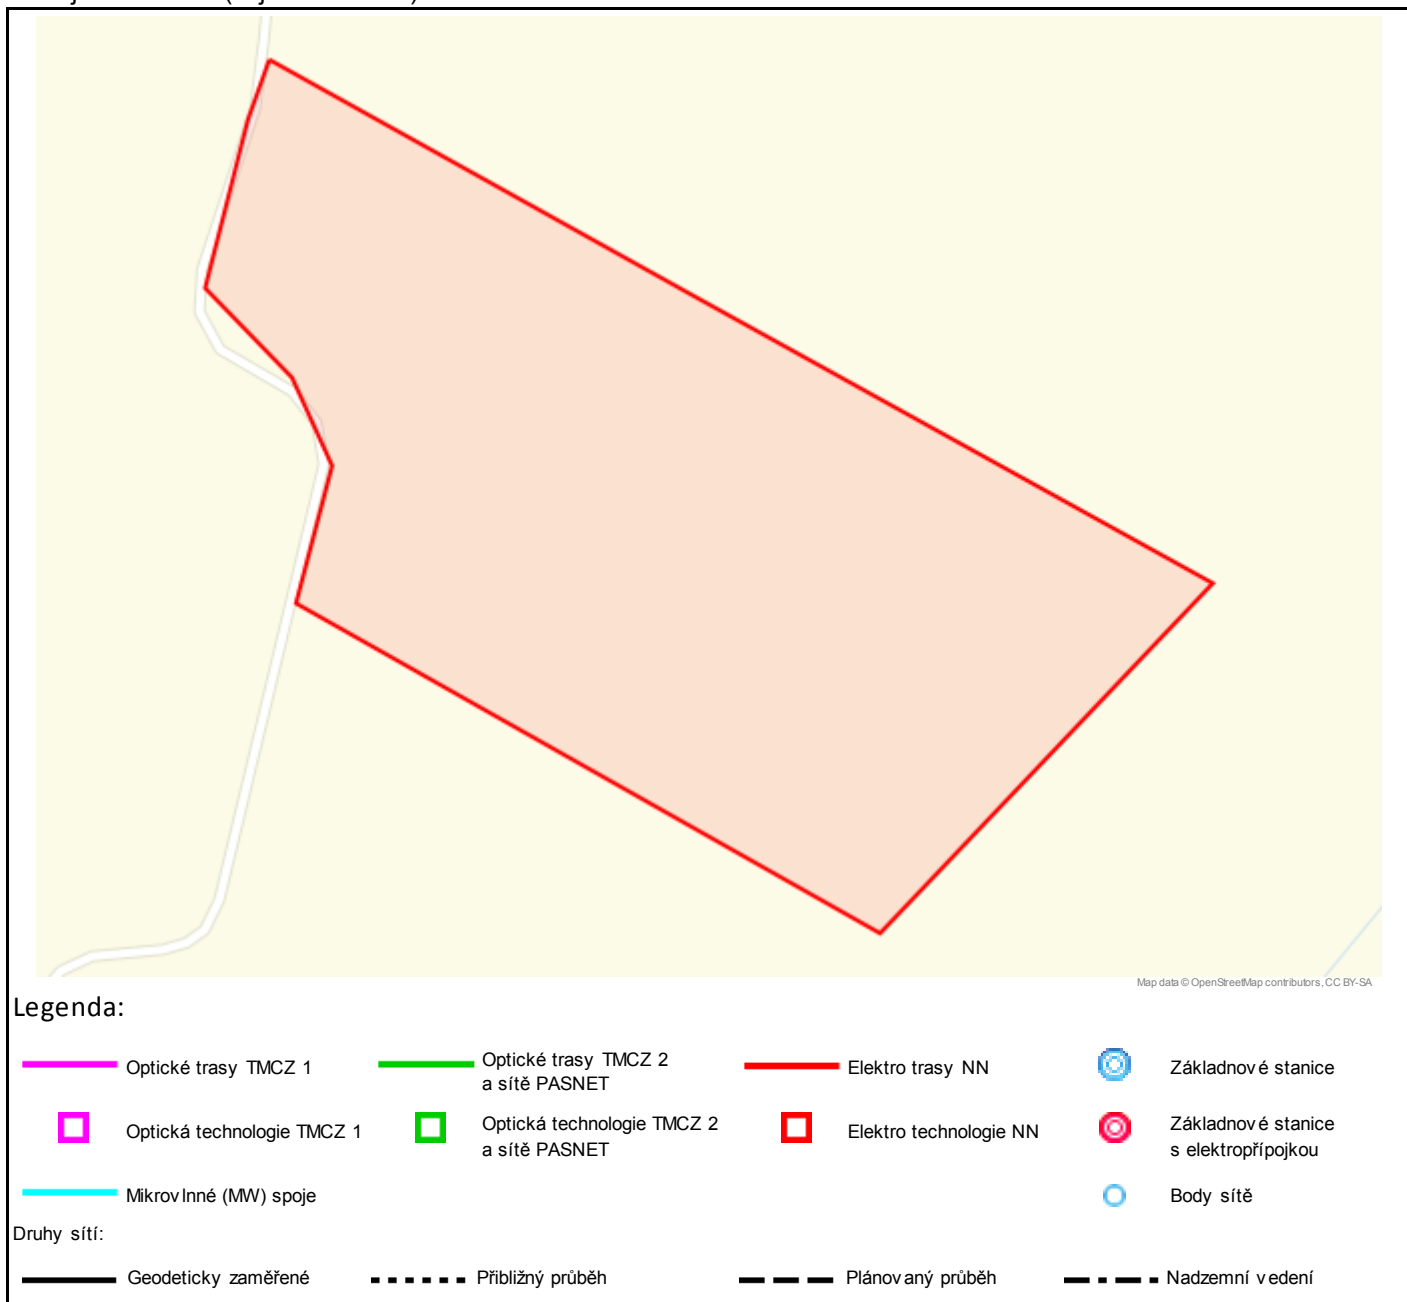 Map data © OpenStreetMap contributors, CC BY-SA
Legenda:
Optické trasy TMCZ 1
Optické trasy TMCZ 2
a sítě PASNET
Elektro trasy NN
Základnové stanice
Optická technologie TMCZ 1
Optická technologie TMCZ 2
a sítě PASNET
Elektro technologie NN
Základnové stanice
s elektropřípojkou
Mikrovlnné (MW) spoje
Body sítě
Druhy sítí:
Geodeticky zaměřené
Přibližný průběh
Plánovaný průběh
Nadzemní vedení